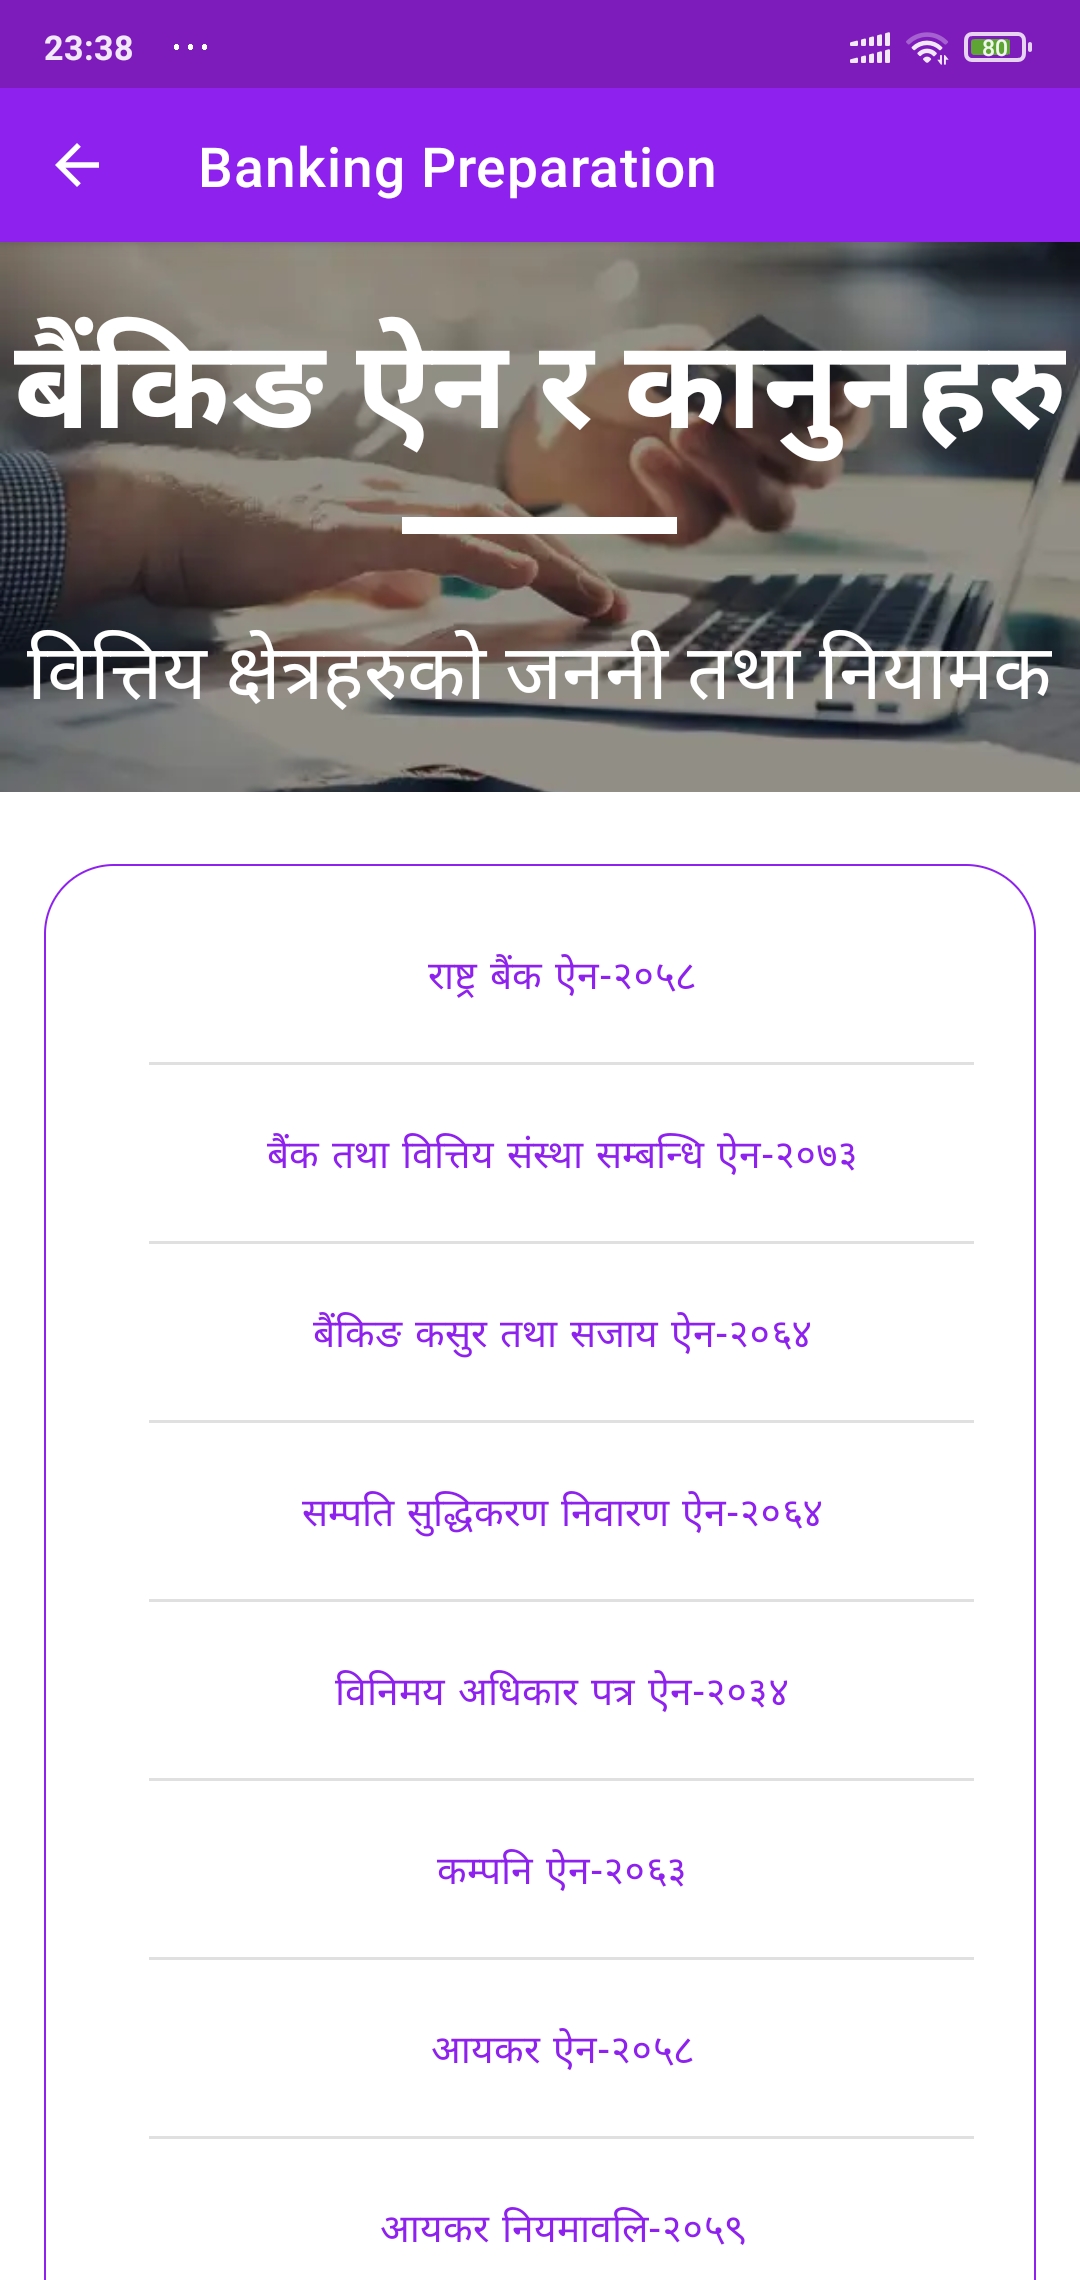 23:38 ...
80
Banking Preparation
बैंकिङ ऐन र कानुनहरु
वित्तिय क्षेत्रहरुको जननी तथा नियामक
राष्ट्र बैंक ऐन-२०५८
बैंक तथा वित्तिय संस्था सम्बन्धि ऐन-२०७३
बैंकिङ कसुर तथा सजाय ऐन-२०६४
सम्पति सुद्धिकरण निवारण ऐन-२०६४
विनिमय अधिकार पत्र ऐन-२०३४
कम्पनि ऐन-२०६३
आयकर ऐन-२०५८
आयकर नियमावलि-२०५९